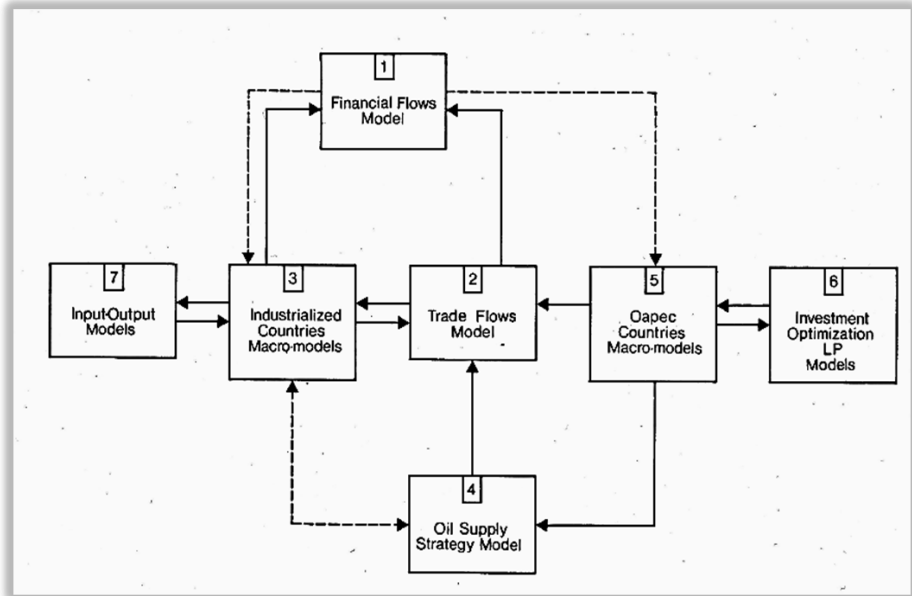 1
Financial Flows
Model
7
Input-Output
Models
3
Industrialized
Countries
Macro-models
2
Trade Flows
Model
5
Oapec
Countries
Macro-models
6
Investment
Optimization
LP
Models
4
Oil Supply
Strategy Model